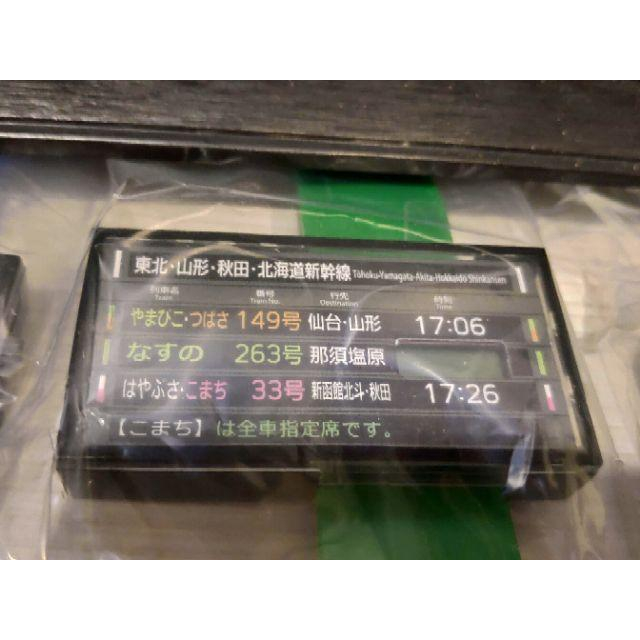 東北・山形・秋田・北海道新幹線 Tōhoku・Yamagata・Akita・Hokkaidō Shinkansen
列車名 番号 行先 時刻
Train Train No. Destination Time
やまびこ・つばさ 149号 仙台・山形 17:06
なすの 263号 那須塩原
はやぶさ・こまち 33号 新函館北斗・秋田 17:26
【こまち】は全車指定席です。